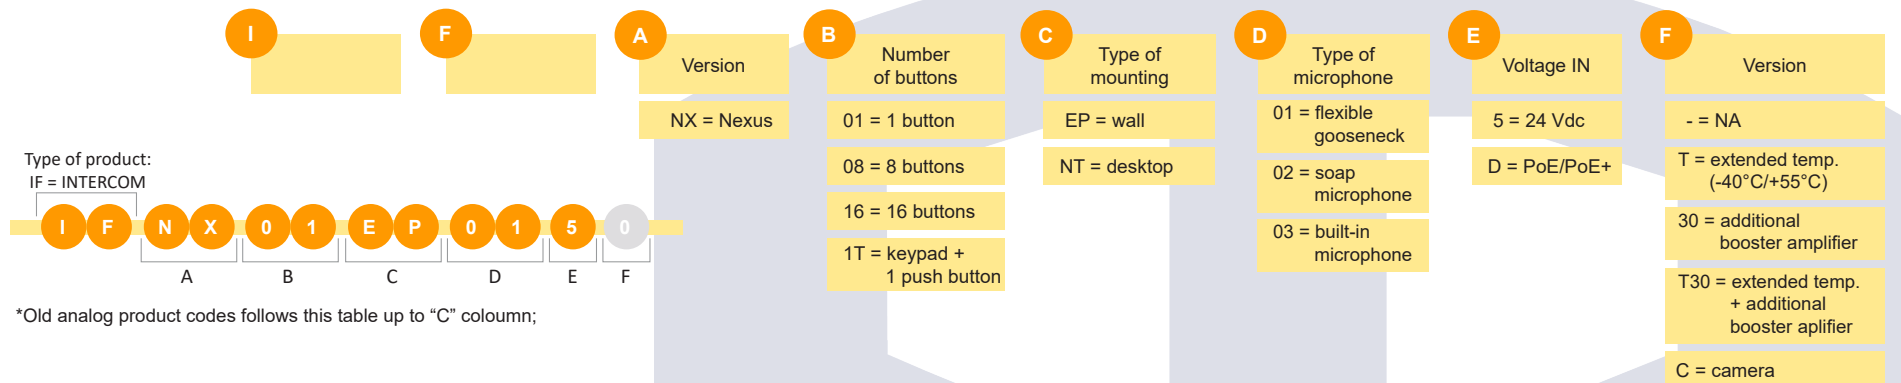 I
F
A
Version
NX = Nexus
B
Number
of buttons
01 = 1 button
08 = 8 buttons
16 = 16 buttons
1T = keypad +
1 push button
C
Type of
mounting
EP = wall
NT = desktop
D
Type of
microphone
01 = flexible
gooseneck
02 = soap
microphone
03 = built-in
microphone
E
Voltage IN
5 = 24 Vdc
D = PoE/PoE+
F
Version
- = NA
T = extended temp.
(-40°C/+55°C)
30 = additional
booster amplifier
T30 = extended temp.
+ additional
booster aplifier
C = camera
Type of product:
IF = INTERCOM
I F N X 0 1 E P 0 1 5 0
A B C D E F
*Old analog product codes follows this table up to “C” coloumn;